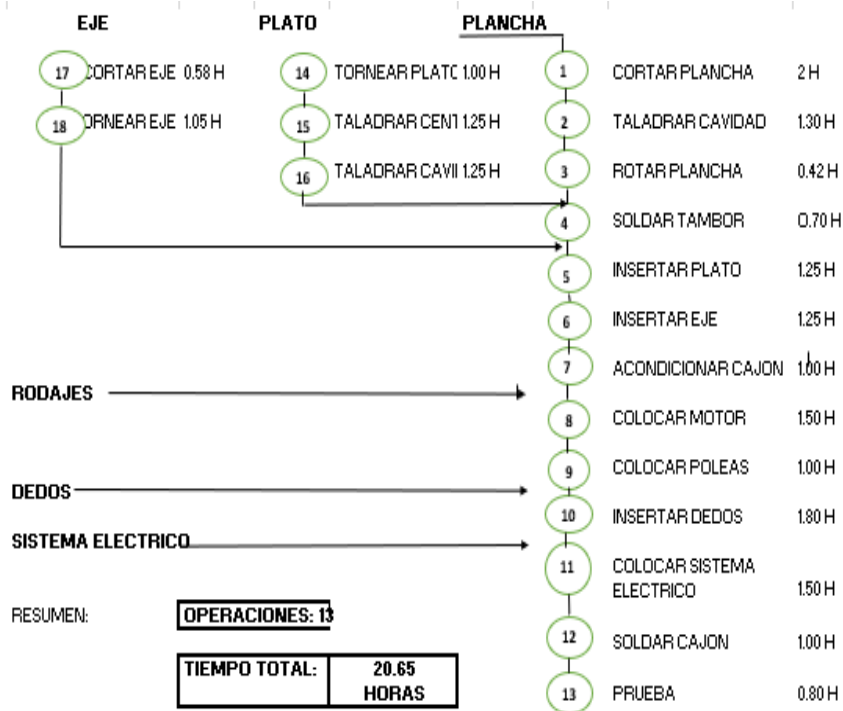 EJE PLATO PLANCHA
17 CORTAR EJE 0.58 H 14 TORNEAR PLATC 1.00 H 1 CORTAR PLANCHA 2 H
18 ORNEAR EJE 1.05 H 15 TALADRAR CENT 1.25 H 2 TALADRAR CAVIDAD 1.30 H
16 TALADRAR CAVII 1.25 H 3 ROTAR PLANCHA 0.42 H
4 SOLDAR TAMBOR O.70 H
5 INSERTAR PLATO 1.25 H
6 INSERTAR EJE 1.25 H
7 ACONDICIONAR CAJON 1.00 H
RODAJES
8 COLOCAR MOTOR 1.50 H
9 COLOCAR POLEAS 1.00 H
DEDOS
10 INSERTAR DEDOS 1.80 H
SISTEMA ELECTRICO
11 COLOCAR SISTEMA
ELECTRICO 1.50 H
RESUMEN: OPERACIONES: 13
12 SOLDAR CAJON 1.00 H
TIEMPO TOTAL: 20.65
HORAS
13 PRUEBA 0.80 H